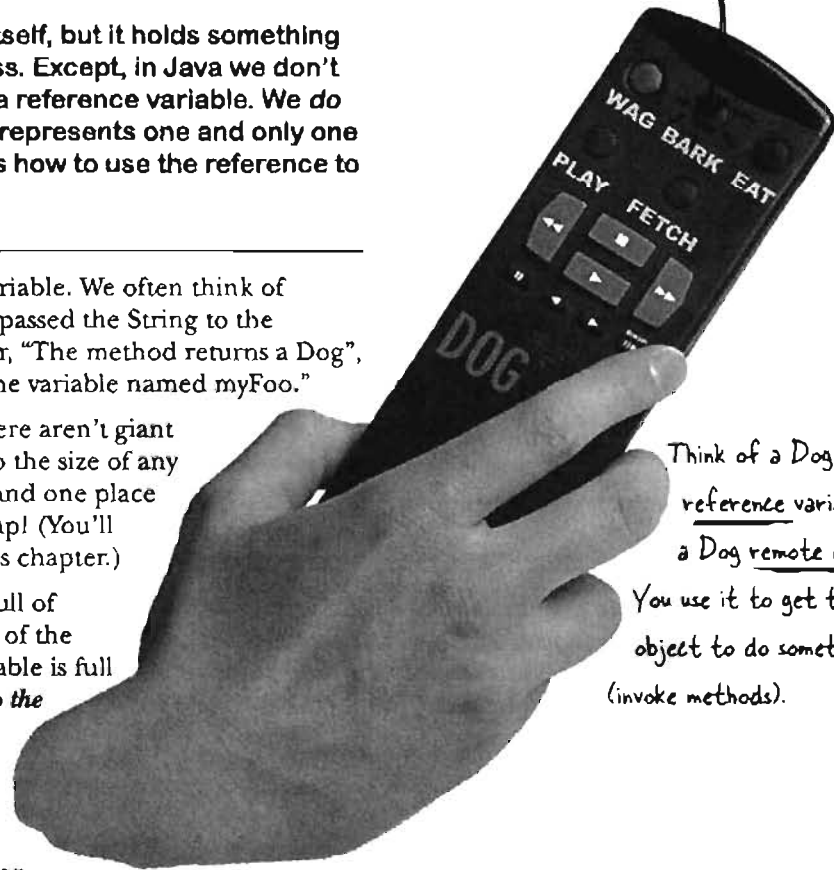 self, but it holds something
ss. Except, in Java we don't
a reference variable. We do
represents one and only one
s how to use the reference to
riable. We often think of
passed the String to the
r, "The method returns a Dog",
ne variable named myFoo."
ere aren't giant
o the size of any
and one place
ap! (You'll
s chapter.)
ull of
of the
able is full
o the
WAG BARK EAT
PLAY FETCH
DOG
Think of a Dog
reference vari
a Dog remote
You use it to get t
object to do somet
(invoke methods).